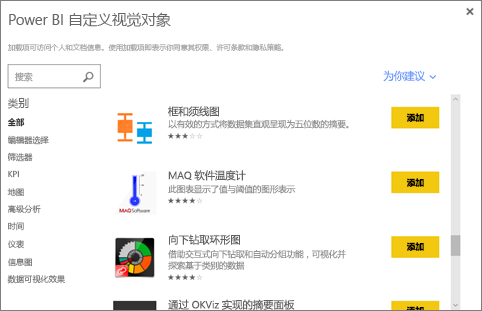 Power BI 自定义视觉对象
加载项可访问个人和文档信息。使用加载项即表示你同意其权限、许可条款和隐私策略。
搜索
为你建议
类别
全部
编辑器选择
筛选器
KPI
地图
高级分析
时间
仪表
信息图
数据可视化效果
框和须线图
以有效的方式将数据集直观呈现为五位数的摘要。
添加
MAQ 软件温度计
此图表显示了值与阈值的图形表示
添加
MAQSoftware
向下钻取环形图
借助交互式向下钻取和自动分组功能，可视化并
探索基于类别的数据
添加
通过 OKViz 实现的摘要面板
添加